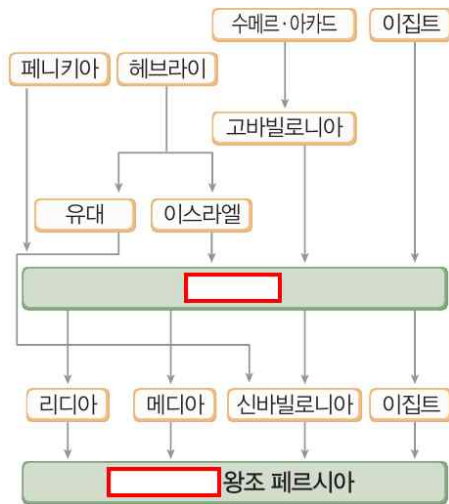 수메르·아카드
이집트
페니키아
헤브라이
고바빌로니아
유대
이스라엘
리디아
메디아
신바빌로니아
이집트
왕조 페르시아